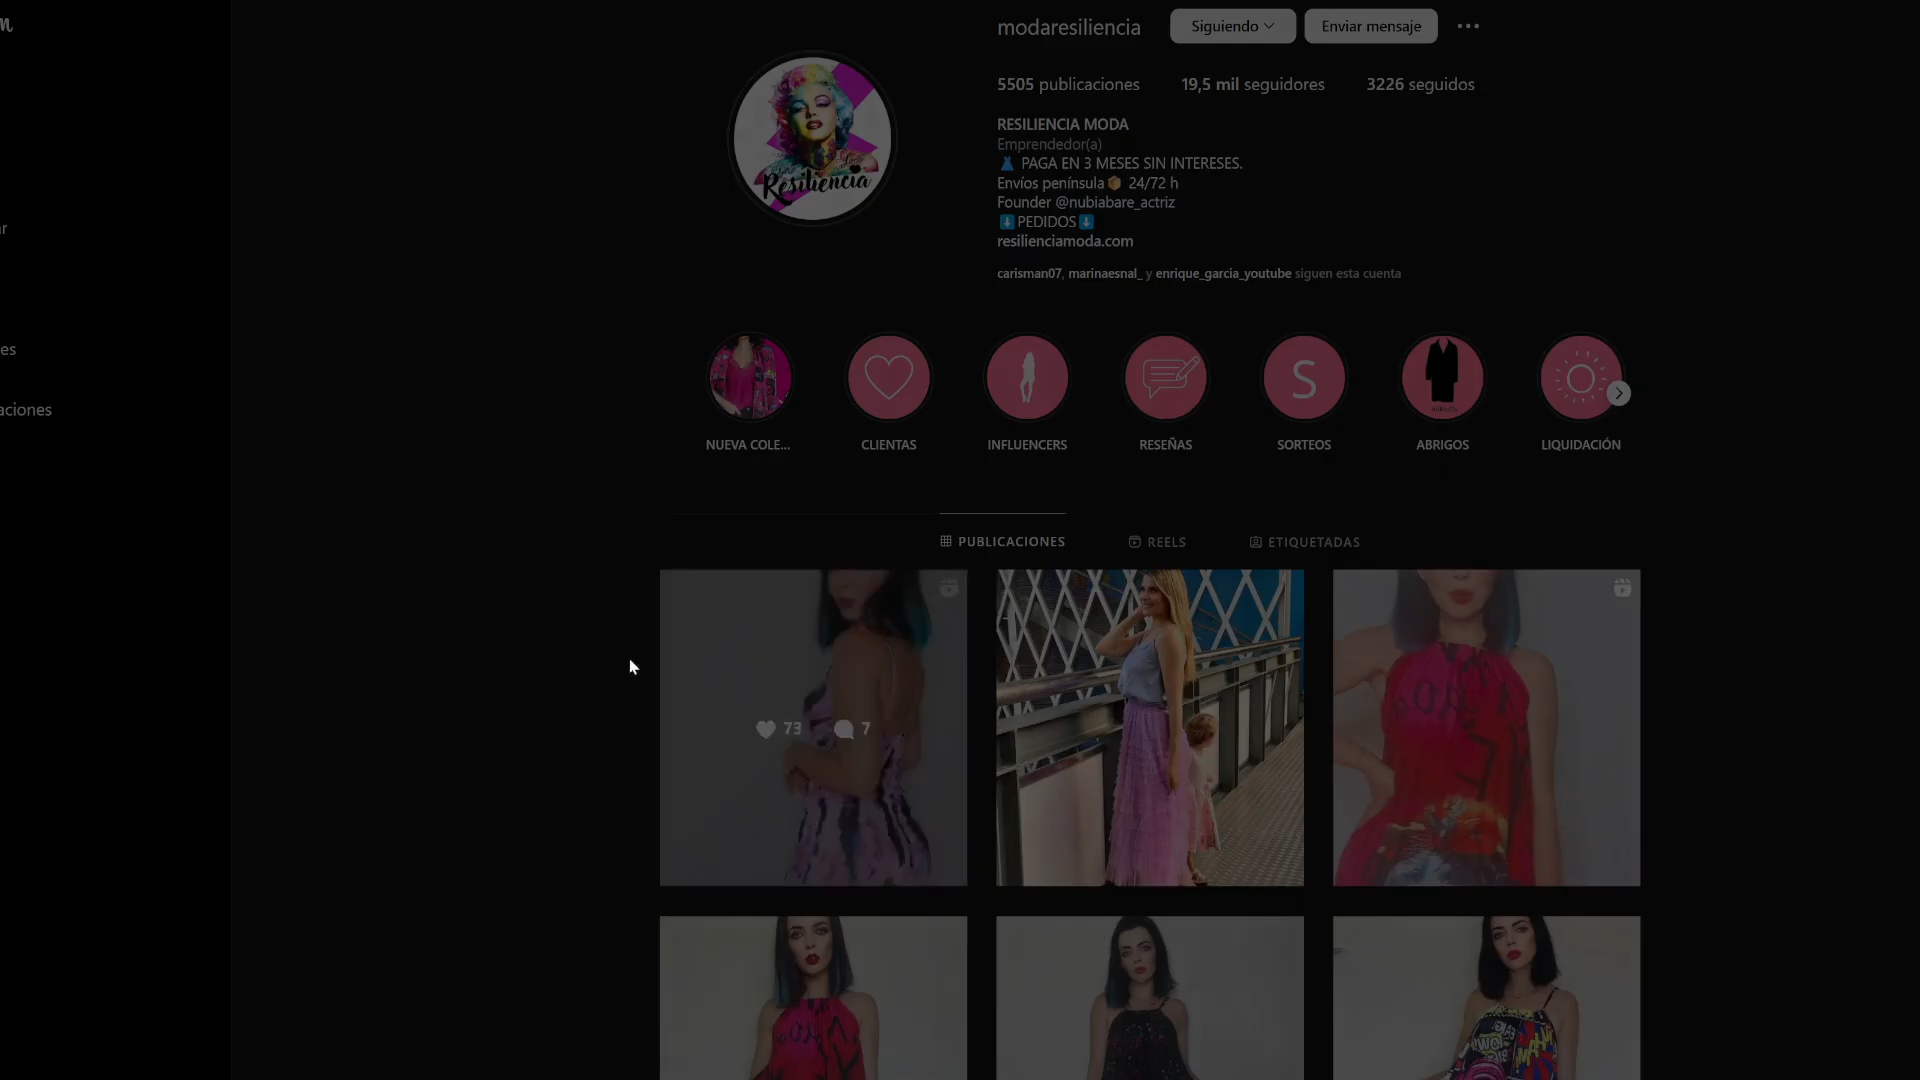 modaresiliencia
Siguiendo
Enviar mensaje
5505 publicaciones
19,5 mil seguidores
3226 seguidos
RESILIENCIA MODA
Emprendedor(a)
👗 PAGA EN 3 MESES SIN INTERESES.
Envíos península📦 24/72 h
Founder @nubiabare_actriz
⬇️PEDIDOS⬇️
resilienciamoda.com
carisman07, marinaesnal_ y enrique_garcia_youtube siguen esta cuenta
Resiliencia
ar
es
aciones
S
ABRIGOS
NUEVA COLE...
CLIENTAS
INFLUENCERS
RESEÑAS
SORTEOS
ABRIGOS
LIQUIDACIÓN
PUBLICACIONES
REELS
ETIQUETADAS
73
7